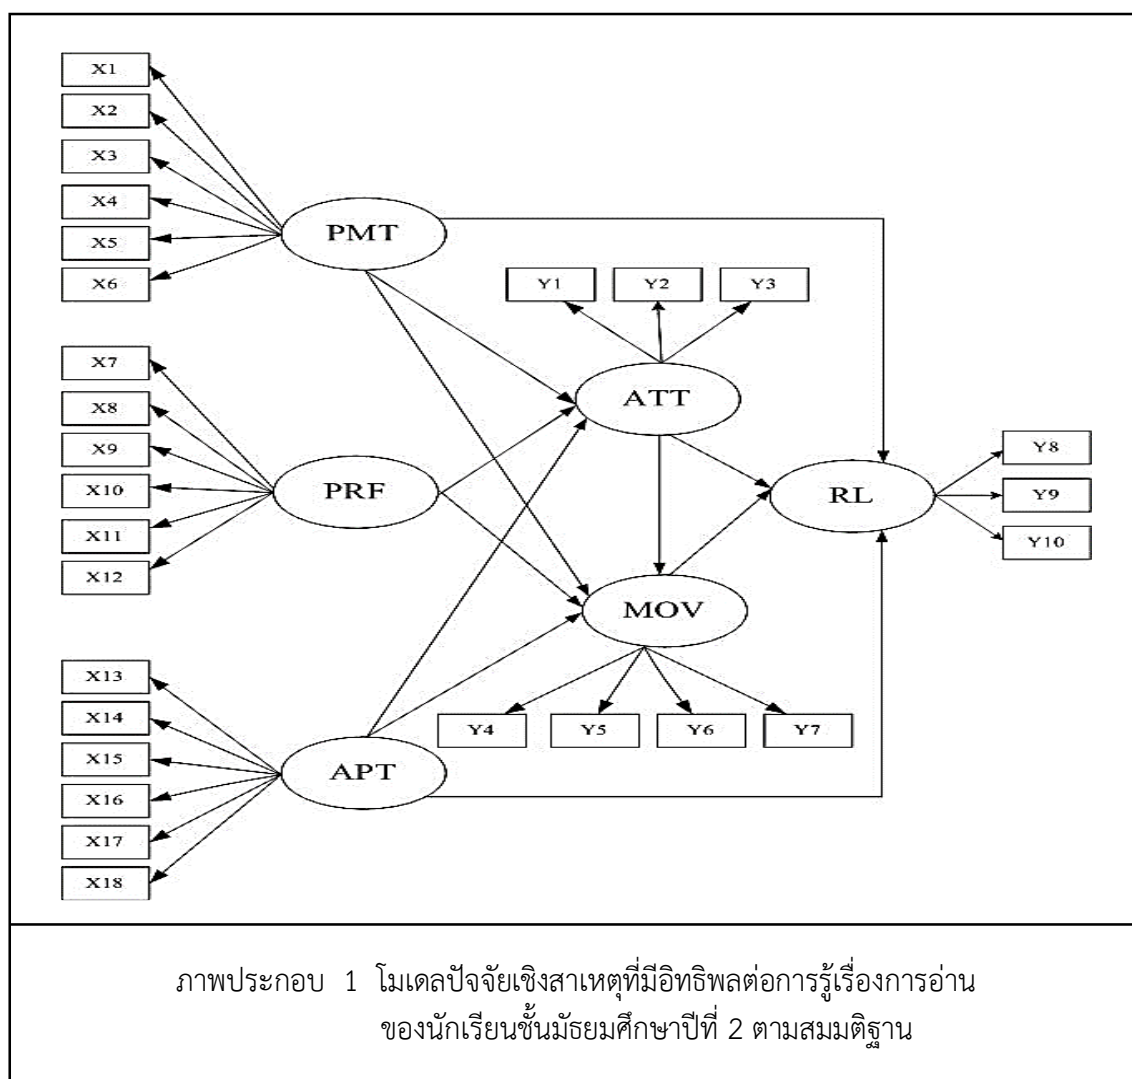 X1
X2
X3
X4
X5
X6
PMT
Y1 Y2 Y3
X7
X8
X9
X10
X11
X12
ATT
PRF
RL
Y8
Y9
Y10
MOV
X13
X14
X15
X16
X17
X18
Y4 Y5 Y6 Y7
APT
ภาพประกอบ 1 โมเดลปัจจัยเชิงสาเหตุที่มีอิทธิพลต่อการรู้เรื่องการอ่าน
ของนักเรียนชั้นมัธยมศึกษาปีที่ 2 ตามสมมติฐาน